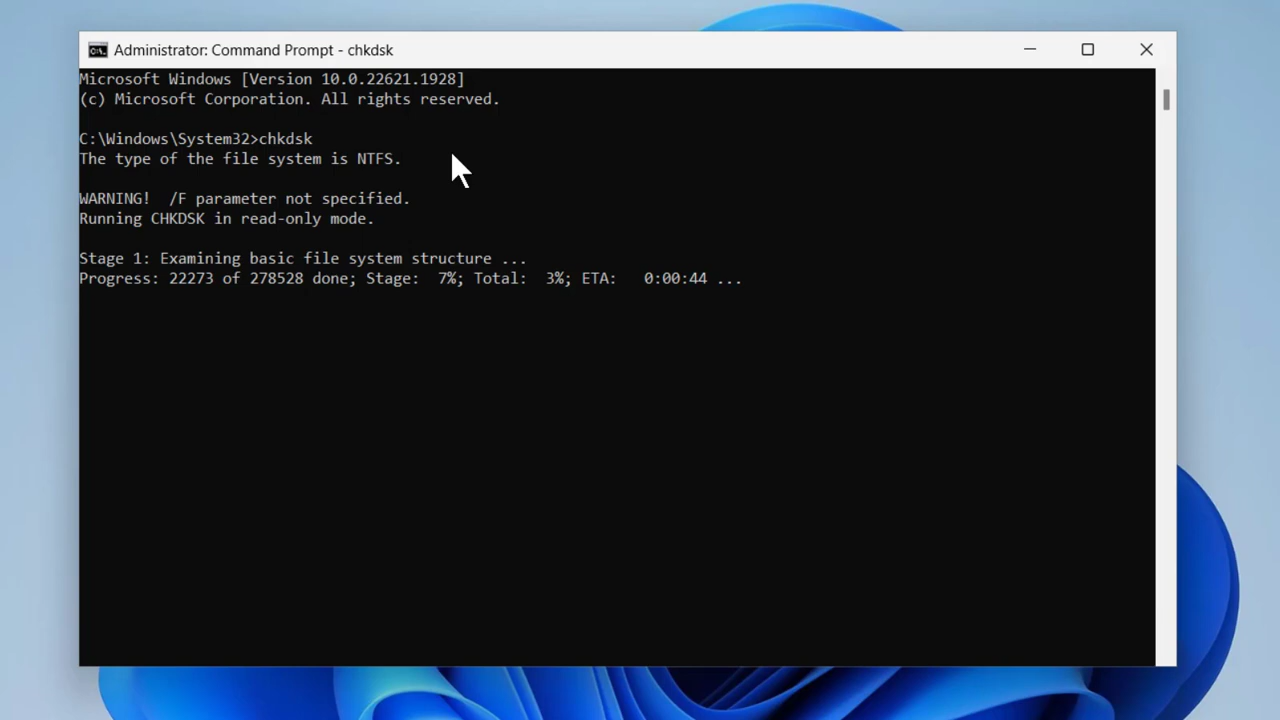 Administrator: Command Prompt - chkdsk
Microsoft Windows [Version 10.0.22621.1928]
(c) Microsoft Corporation. All rights reserved.
C:\Windows\System32>chkdsk
The type of the file system is NTFS.
WARNING!  /F parameter not specified.
Running CHKDSK in read-only mode.
Stage 1: Examining basic file system structure ...
Progress: 22273 of 278528 done; Stage:  7%; Total:  3%; ETA:   0:00:44 ...